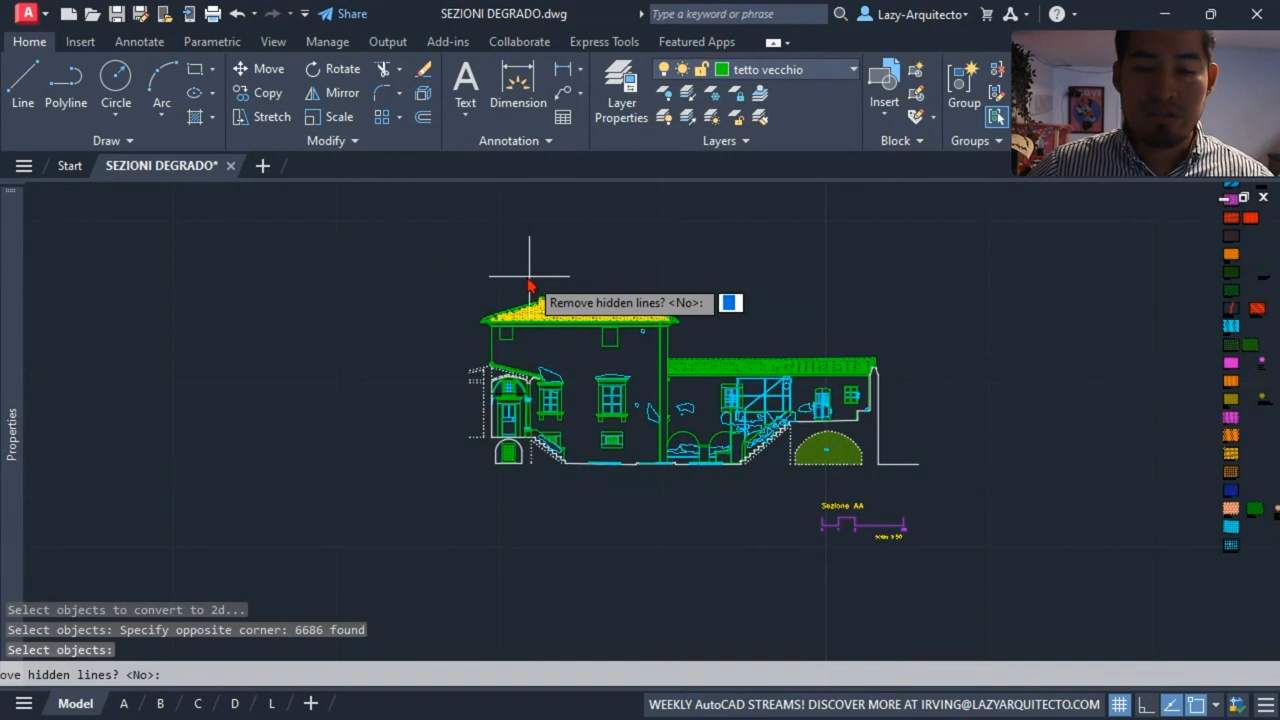 A
Share
SEZIONI DEGRADO.dwg
Type a keyword or phrase
Lazy-Arquitecto
Home
Insert
Annotate
Parametric
View
Manage
Output
Add-ins
Collaborate
Express Tools
Featured Apps
Line
Polyline
Circle
Arc
Draw
Move
Copy
Stretch
Rotate
Mirror
Scale
Modify
Text
Dimension
Annotation
Layer
Properties
tetto vecchio
Layers
Insert
Block
Group
Groups
Start
SEZIONI DEGRADO*
Remove hidden lines? <No>:
Sezione AA
Properties
Select objects to convert to 2d...
Select objects: Specify opposite corner: 6686 found
Select objects:
ove hidden lines? <No>:
Model
A
B
C
D
L
WEEKLY AutoCAD STREAMS! DISCOVER MORE AT IRVING@LAZYARQUITECTO.COM